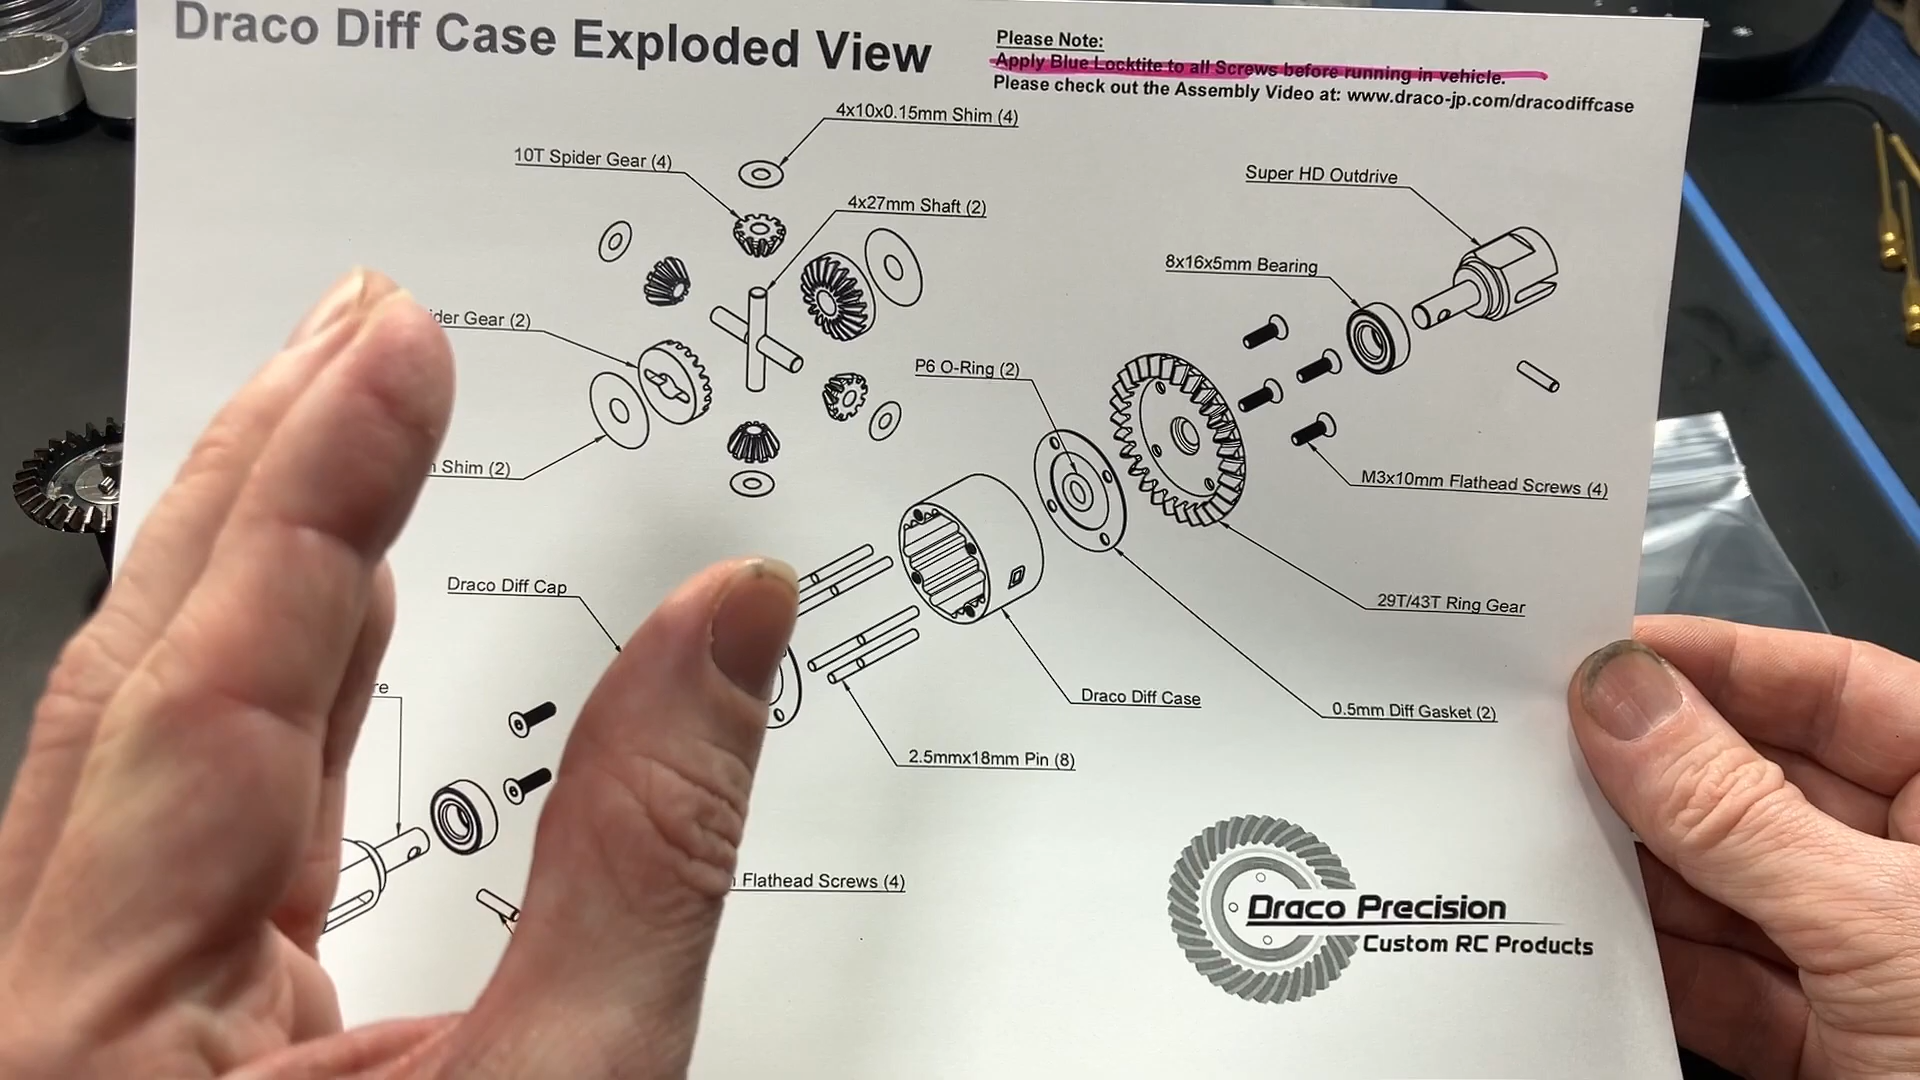 Draco Diff Case Exploded View
Please Note:
Apply Blue Locktite to all Screws before running in vehicle.
Please check out the Assembly Video at: www.draco-jp.com/dracodiffcase
4x10x0.15mm Shim (4)
10T Spider Gear (4)
Super HD Outdrive
4x27mm Shaft (2)
8x16x5mm Bearing
Gear (2)
P6 O-Ring (2)
Shim (2)
M3x10mm Flathead Screws (4)
Draco Diff Cap
29T/43T Ring Gear
Draco Diff Case
0.5mm Diff Gasket (2)
2.5mmx18mm Pin (8)
Flathead Screws (4)
Draco Precision
Custom RC Products